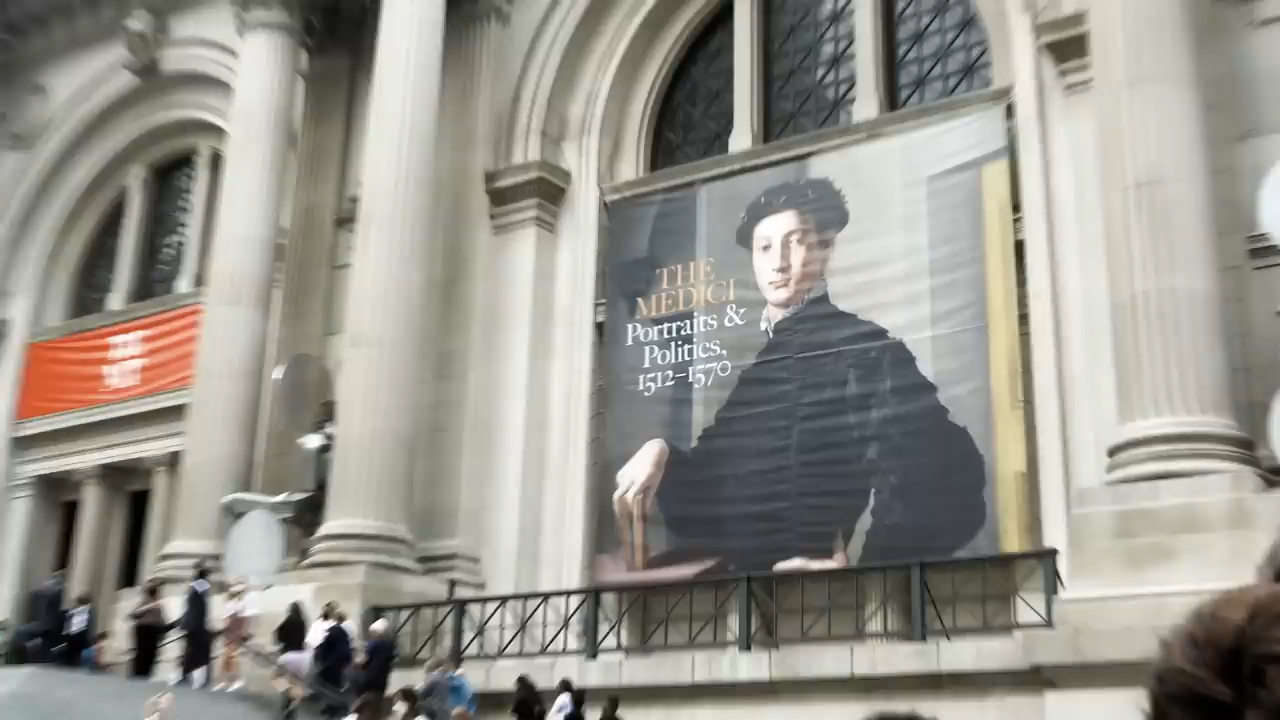 THE
MEDICI
Portraits &
Politics,
1512–1570